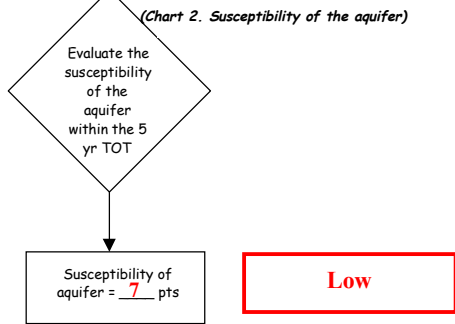 (Chart 2. Susceptibility of the aquifer)
Evaluate the
susceptibility
of the
aquifer
within the 5
yr TOT
Susceptibility of
aquifer = __7__ pts
Low